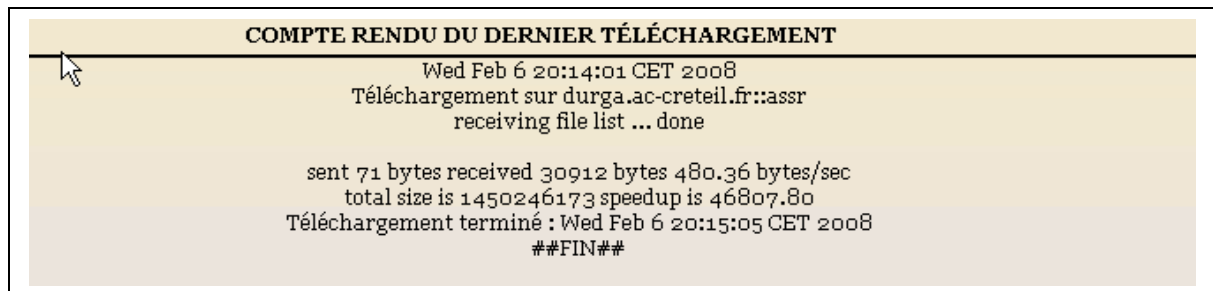 COMPTE RENDU DU DERNIER TÉLÉCHARGEMENT
Wed Feb 6 20:14:01 CET 2008
Téléchargement sur durga.ac-creteil.fr::assr
receiving file list ... done
sent 71 bytes received 30912 bytes 480.36 bytes/sec
total size is 1450246173 speedup is 46807.80
Téléchargement terminé : Wed Feb 6 20:15:05 CET 2008
##FIN##